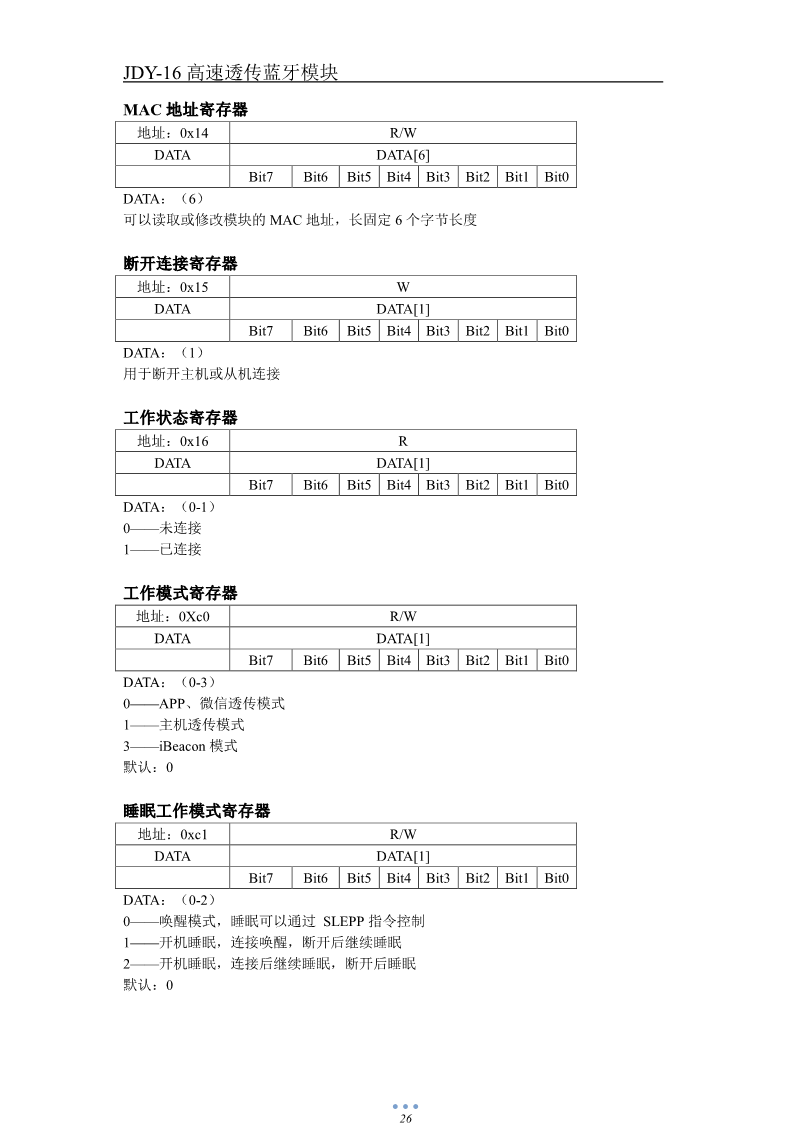 JDY-16 高速透传蓝牙模块
MAC 地址寄存器
地址：0x14 R/W
DATA DATA[6]
Bit7 Bit6 Bit5 Bit4 Bit3 Bit2 Bit1 Bit0
DATA：（6）
可以读取或修改模块的 MAC 地址，长固定 6 个字节长度
断开连接寄存器
地址：0x15 W
DATA DATA[1]
Bit7 Bit6 Bit5 Bit4 Bit3 Bit2 Bit1 Bit0
DATA：（1）
用于断开主机或从机连接
工作状态寄存器
地址：0x16 R
DATA DATA[1]
Bit7 Bit6 Bit5 Bit4 Bit3 Bit2 Bit1 Bit0
DATA：（0-1）
0——未连接
1——已连接
工作模式寄存器
地址：0Xc0 R/W
DATA DATA[1]
Bit7 Bit6 Bit5 Bit4 Bit3 Bit2 Bit1 Bit0
DATA：（0-3）
0——APP、微信透传模式
1——主机透传模式
3——iBeacon 模式
默认：0
睡眠工作模式寄存器
地址：0xc1 R/W
DATA DATA[1]
Bit7 Bit6 Bit5 Bit4 Bit3 Bit2 Bit1 Bit0
DATA：（0-2）
0——唤醒模式，睡眠可以通过 SLEPP 指令控制
1——开机睡眠，连接唤醒，断开后继续睡眠
2——开机睡眠，连接后继续睡眠，断开后睡眠
默认：0
26